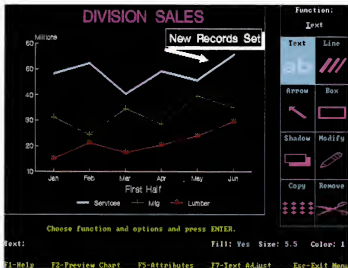 DIVISION SALES
Function:
Text
Millions
New Records Set
60
50
40
30
20
10
Jan
Feb
Mar
Apr
May
Jun
First Half
Services
Mfg
Lumber
Text
Line
ab
Arrow
Box
Shadow
Modify
Copy
Remove
Choose function and options and press ENTER.
Text:
Fill: Yes Size: 5.5 Color: 1
F1-Help F2-Preview Chart F5-Attributes F7-Text Adjust Esc-Exit Menu